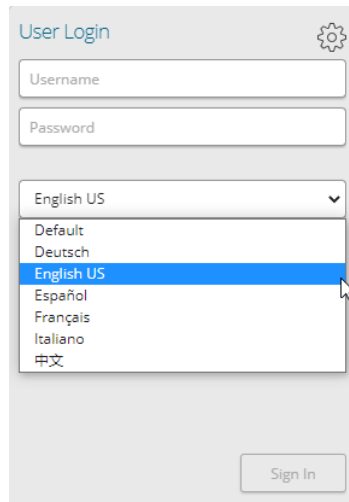 User Login
Username
Password
English US
Default
Deutsch
English US
Español
Français
Italiano
中文
Sign In